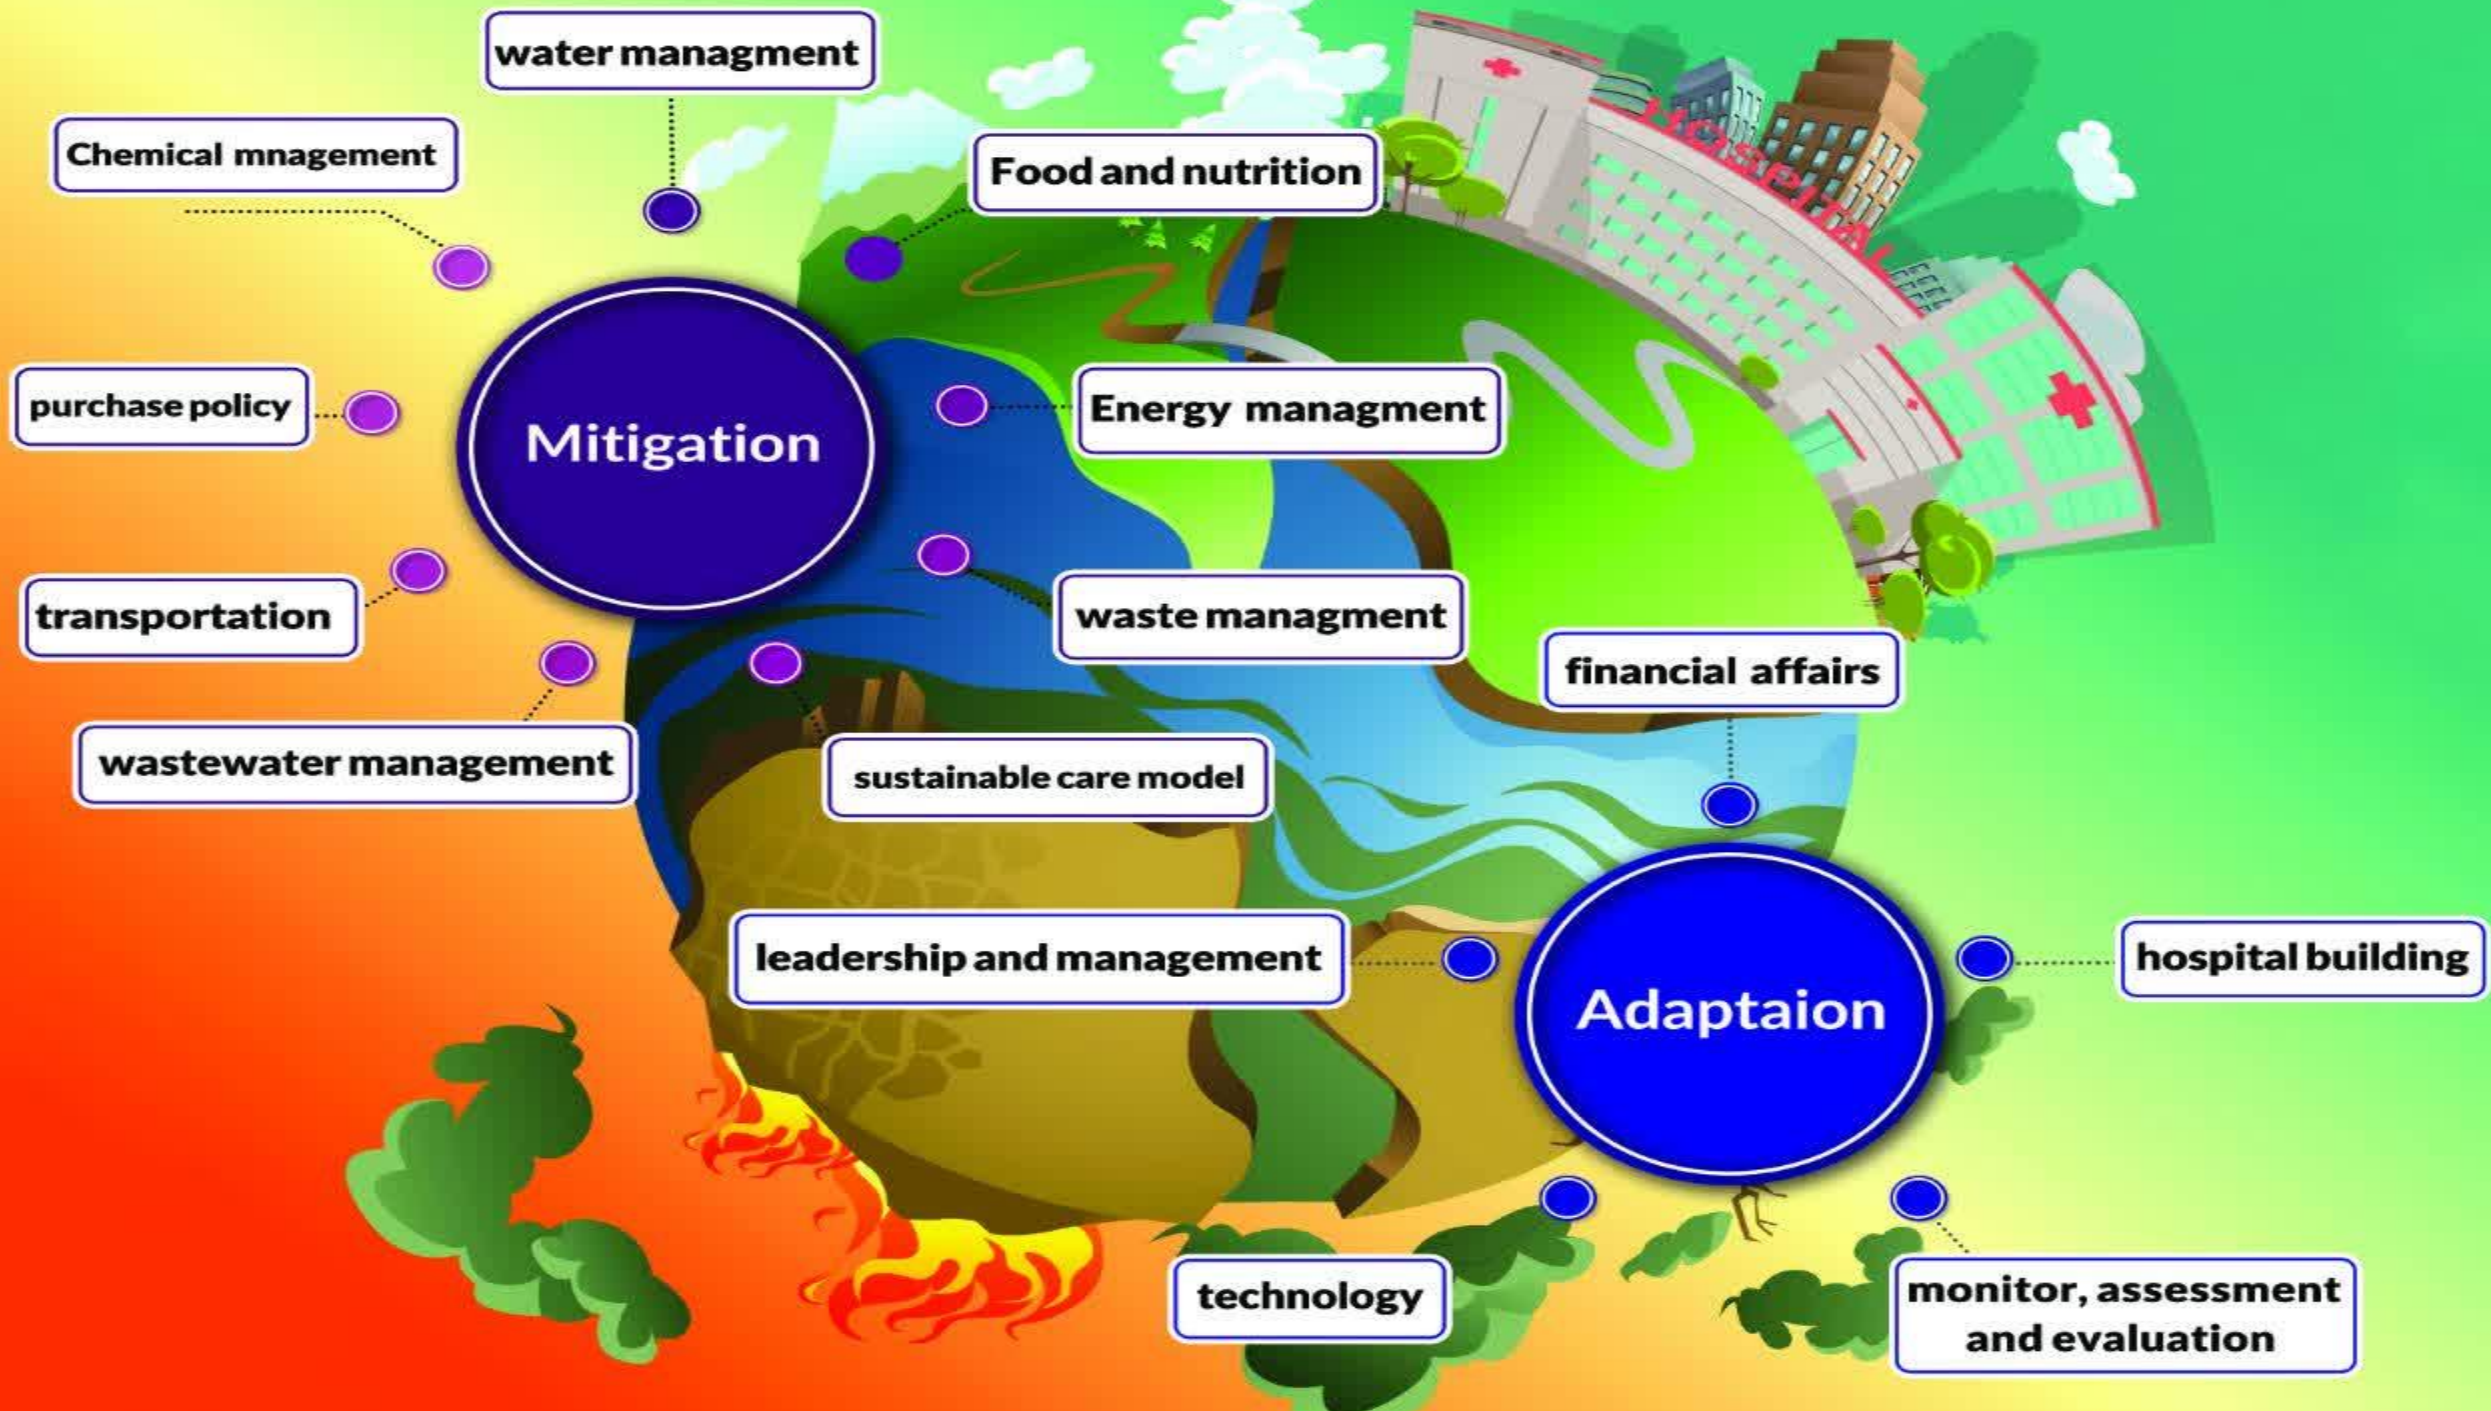 water managment
Chemical mnagement
Food and nutrition
HOSPITAL
purchase policy
Energy managment
Mitigation
transportation
waste managment
financial affairs
wastewater management
sustainable care model
leadership and management
hospital building
Adaptaion
technology
monitor, assessment
and evaluation